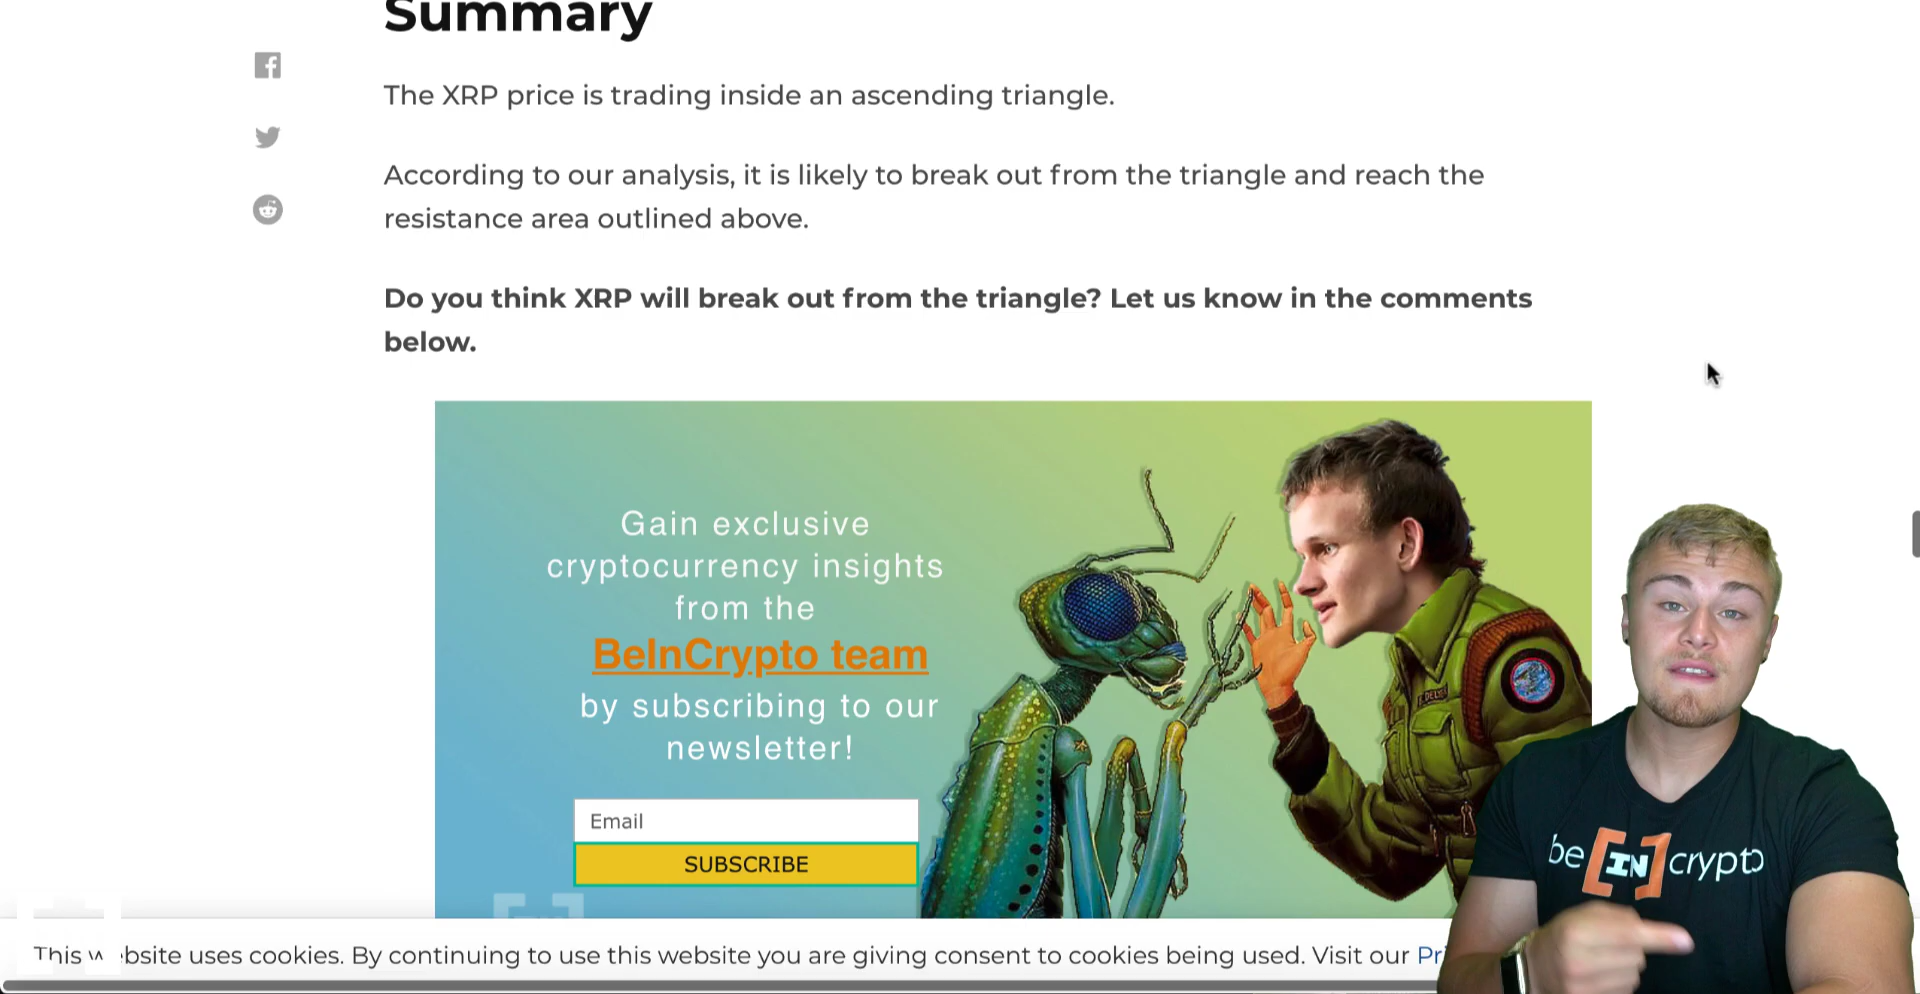 Summary
The XRP price is trading inside an ascending triangle.
According to our analysis, it is likely to break out from the triangle and reach the
resistance area outlined above.
Do you think XRP will break out from the triangle? Let us know in the comments
below.
Gain exclusive
cryptocurrency insights
from the
BeInCrypto team
by subscribing to our
newsletter!
Email
SUBSCRIBE
be [IN] crypto
This website uses cookies. By continuing to use this website you are giving consent to cookies being used. Visit our Pri